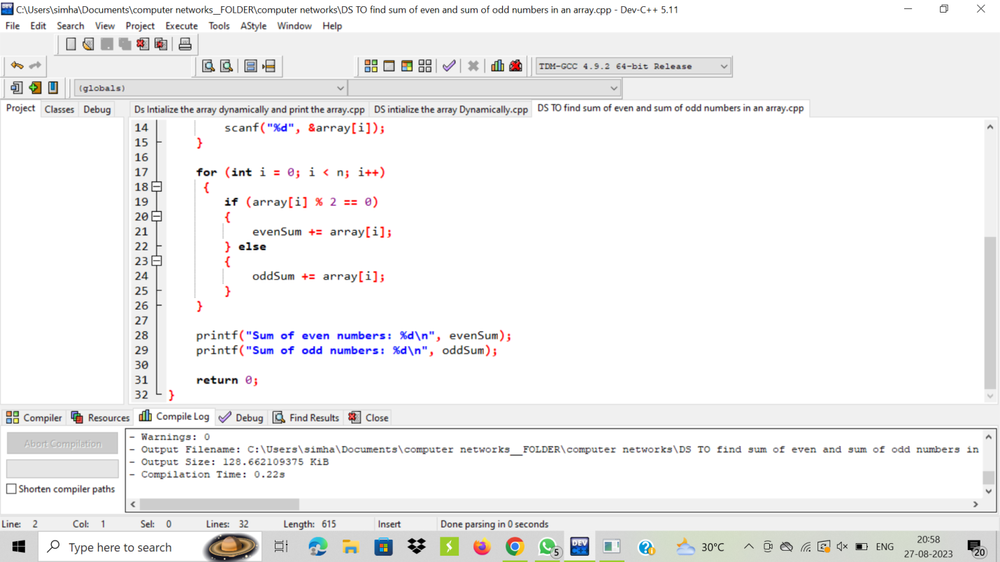 C:\Users\simha\Documents\computer networks__FOLDER\computer networks\DS TO find sum of even and sum of odd numbers in an array.cpp - Dev-C++ 5.11
File Edit Search View Project Execute Tools AStyle Window Help
TDM-GCC 4.9.2 64-bit Release
(globals)
Project Classes Debug Ds Intialize the array dynamically and print the array.cpp DS intialize the array Dynamically.cpp DS TO find sum of even and sum of odd numbers in an array.cpp
14 scanf("%d", &array[i]);
15 }
16
17 for (int i = 0; i < n; i++)
18 {
19 if (array[i] % 2 == 0)
20 {
21 evenSum += array[i];
22 } else
23 {
24 oddSum += array[i];
25 }
26 }
27
28 printf("Sum of even numbers: %d\n", evenSum);
29 printf("Sum of odd numbers: %d\n", oddSum);
30
31 return 0;
32 }
Compiler Resources Compile Log Debug Find Results Close
Abort Compilation
Shorten compiler paths
- Warnings: 0
- Output Filename: C:\Users\simha\Documents\computer networks__FOLDER\computer networks\DS TO find sum of even and sum of odd numbers in
- Output Size: 128.662109375 KiB
- Compilation Time: 0.22s
Line: 2 Col: 1 Sel: 0 Lines: 32 Length: 615 Insert Done parsing in 0 seconds
Type here to search
5
DEV C++
30°C
ENG
20:58
27-08-2023
20